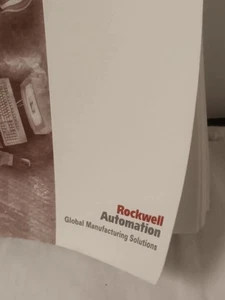 Rockwell
Automation
Global Manufacturing Solutions